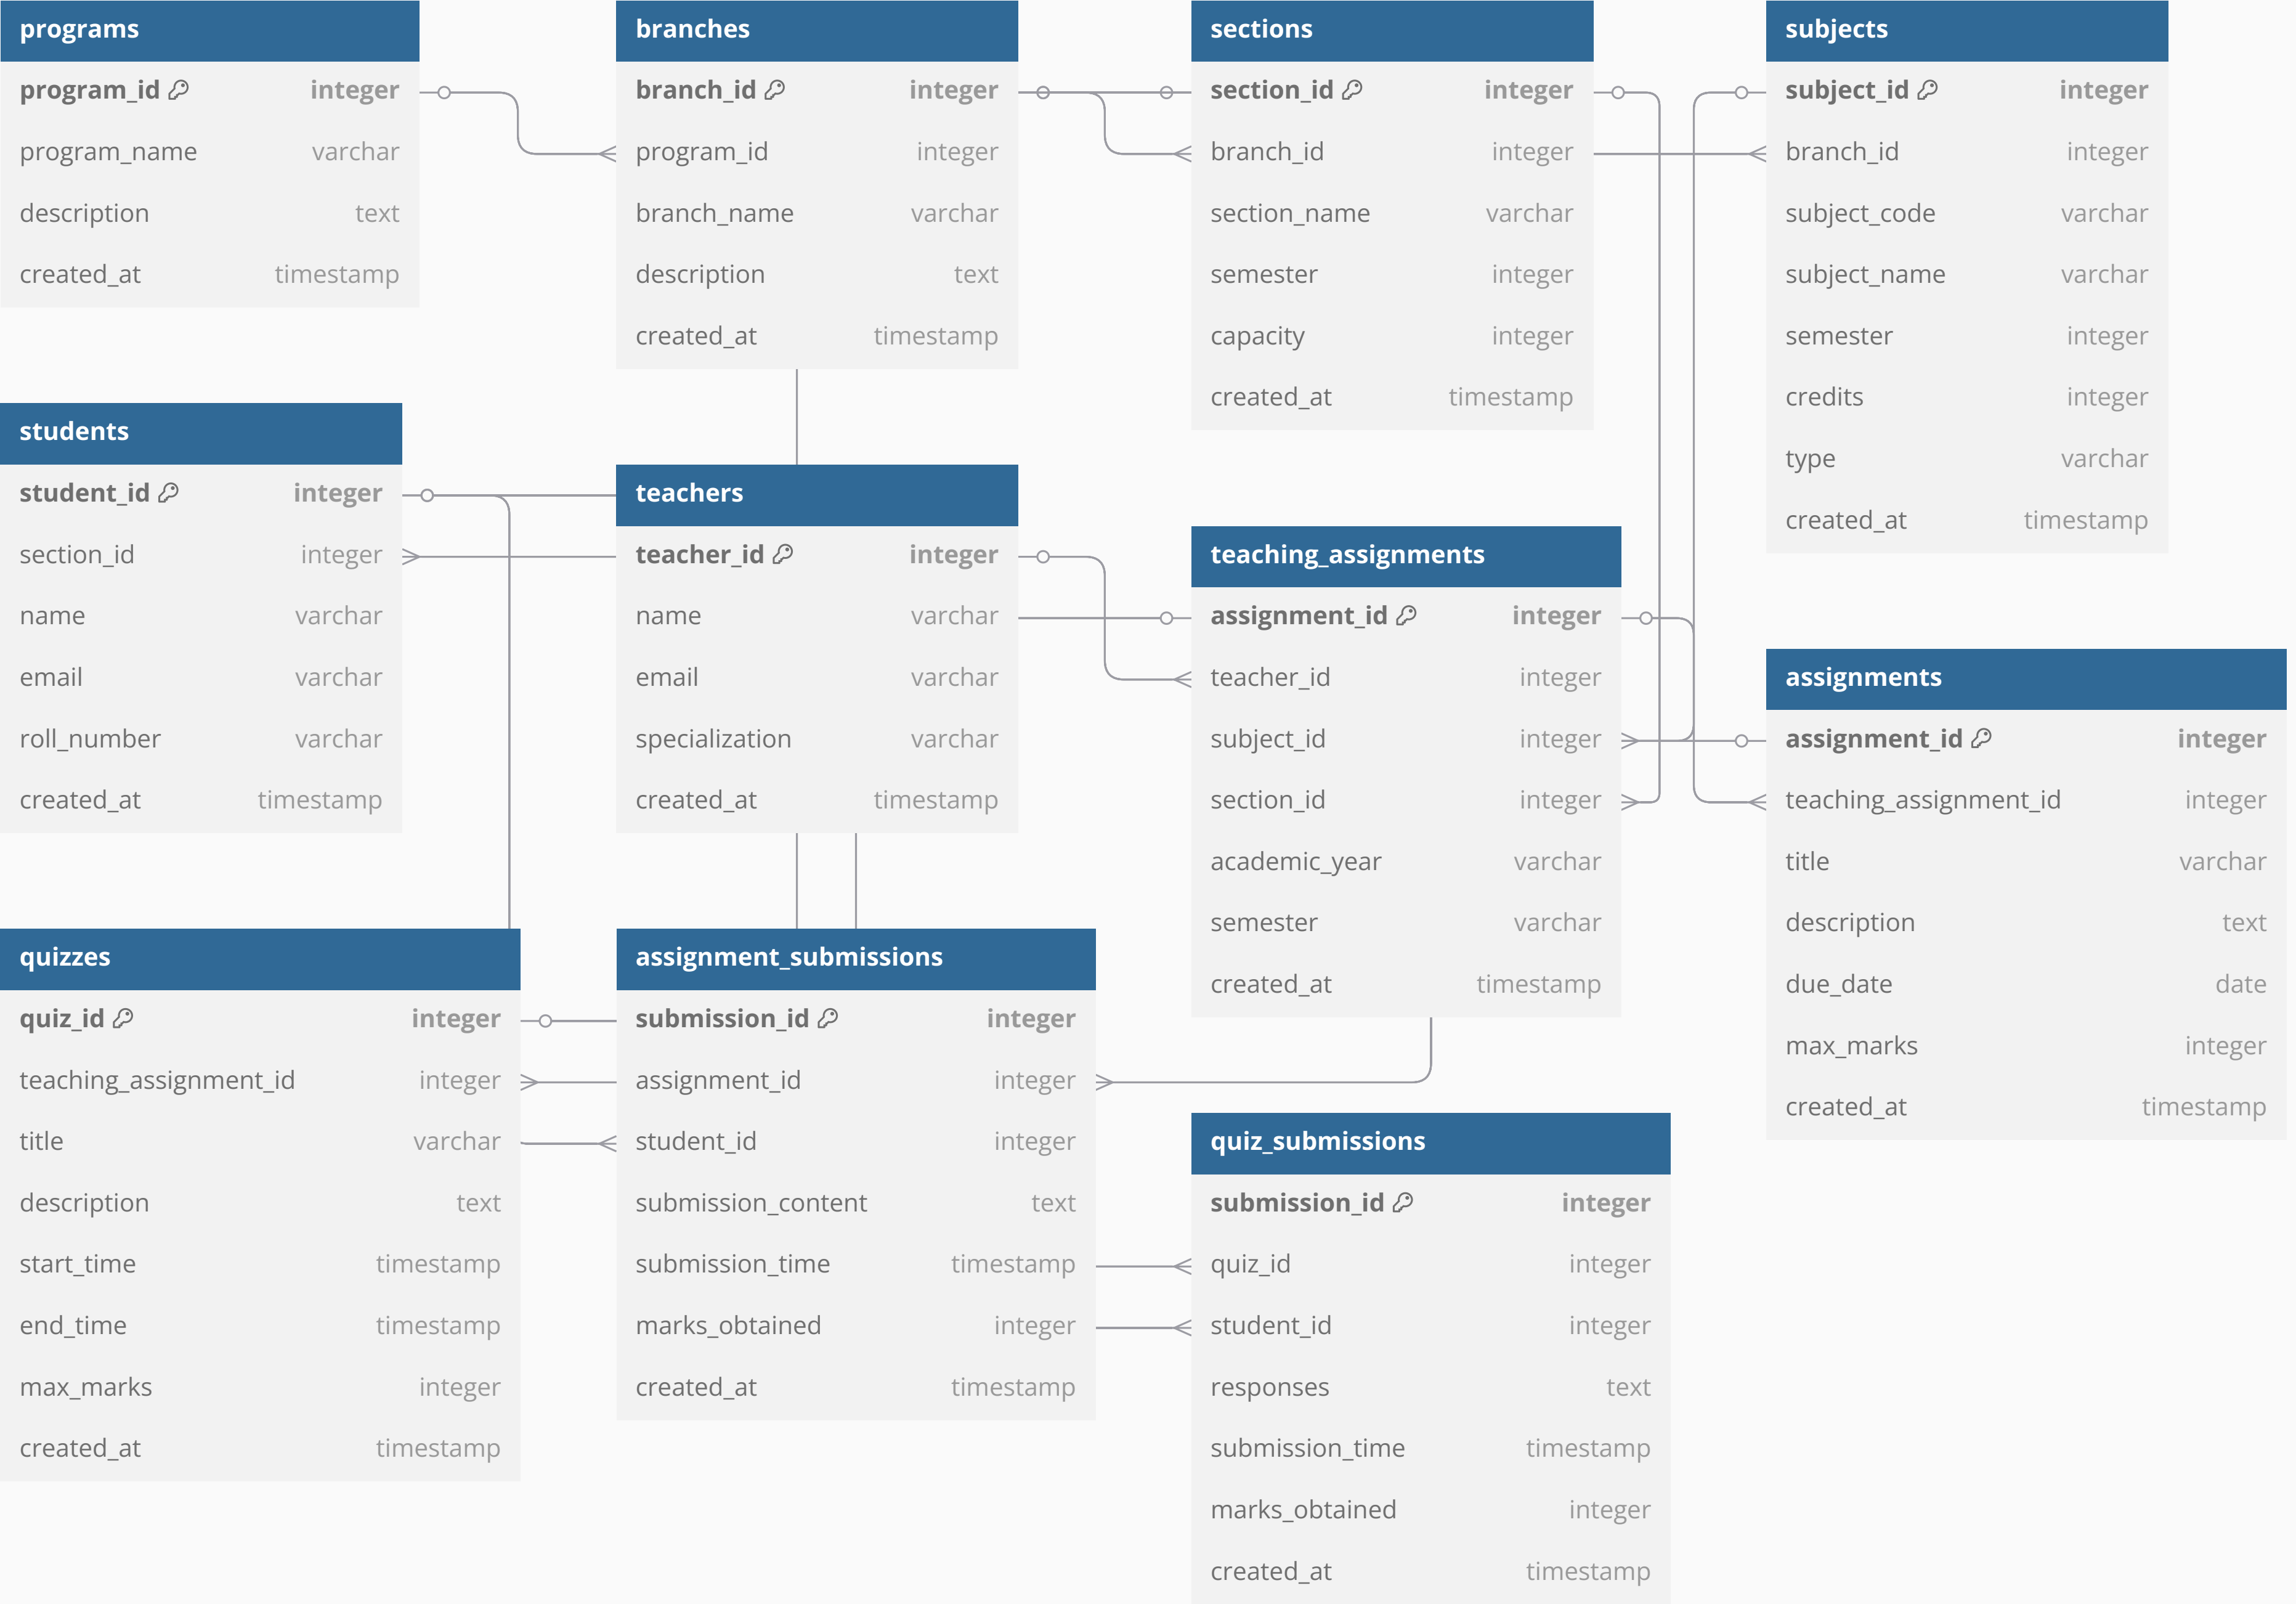 programs
program_id integer
program_name varchar
description text
created_at timestamp
branches
branch_id integer
program_id integer
branch_name varchar
description text
created_at timestamp
sections
section_id integer
branch_id integer
section_name varchar
semester integer
capacity integer
created_at timestamp
subjects
subject_id integer
branch_id integer
subject_code varchar
subject_name varchar
semester integer
credits integer
type varchar
created_at timestamp
students
student_id integer
section_id integer
name varchar
email varchar
roll_number varchar
created_at timestamp
teachers
teacher_id integer
name varchar
email varchar
specialization varchar
created_at timestamp
teaching_assignments
assignment_id integer
teacher_id integer
subject_id integer
section_id integer
academic_year varchar
semester varchar
created_at timestamp
assignments
assignment_id integer
teaching_assignment_id integer
title varchar
description text
due_date date
max_marks integer
created_at timestamp
quizzes
quiz_id integer
teaching_assignment_id integer
title varchar
description text
start_time timestamp
end_time timestamp
max_marks integer
created_at timestamp
assignment_submissions
submission_id integer
assignment_id integer
student_id integer
submission_content text
submission_time timestamp
marks_obtained integer
created_at timestamp
quiz_submissions
submission_id integer
quiz_id integer
student_id integer
responses text
submission_time timestamp
marks_obtained integer
created_at timestamp